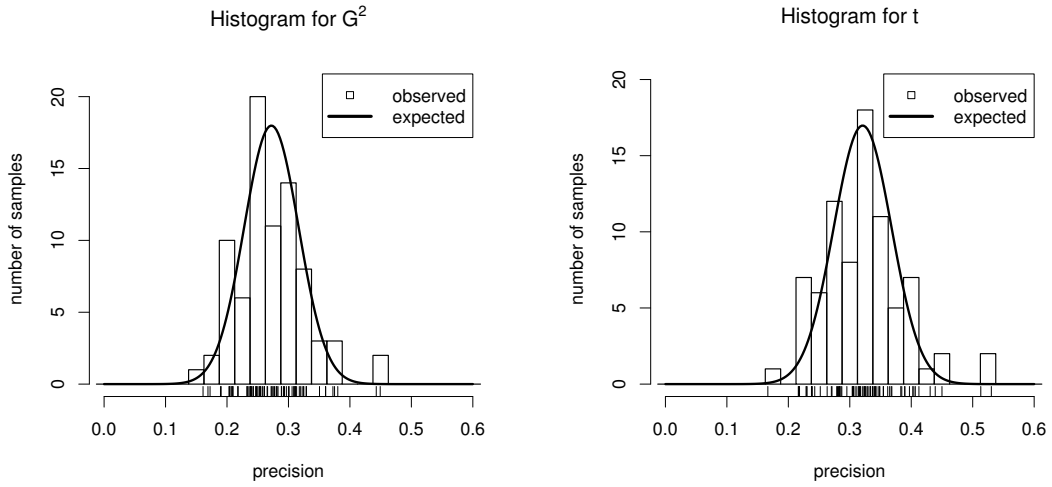 Histogram for G²
observed
expected
number of samples
20
15
10
5
0
0.0 0.1 0.2 0.3 0.4 0.5 0.6
precision
Histogram for t
observed
expected
number of samples
20
15
10
5
0
0.0 0.1 0.2 0.3 0.4 0.5 0.6
precision